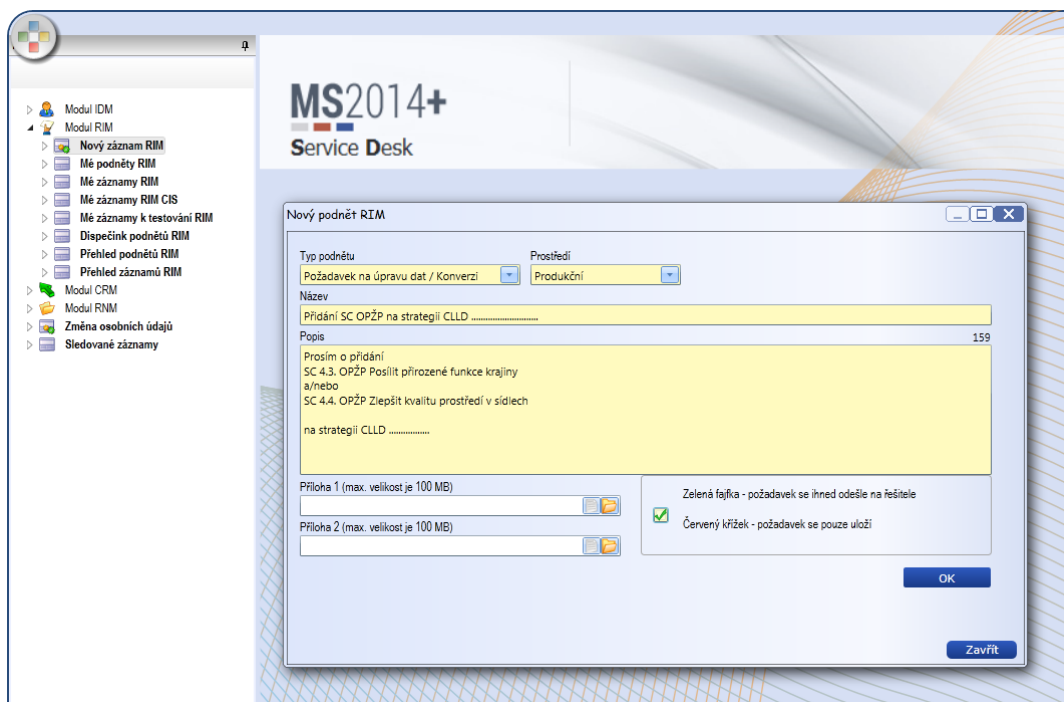 Modul IDM
Modul RIM
Nový záznam RIM
Mé podněty RIM
Mé záznamy RIM
Mé záznamy RIM CIS
Mé záznamy k testování RIM
Dispečink podnětů RIM
Přehled podnětů RIM
Přehled záznamů RIM
Modul CRM
Modul RNM
Změna osobních údajů
Sledované záznamy
MS2014+
Service Desk
Nový podnět RIM
Typ podnětu
Prostředí
Požadavek na úpravu dat / Konverzi
Produkční
Název
Přidání SC OPŽP na strategii CLLD ..............................
Popis
159
Prosím o přidání
SC 4.3. OPŽP Posílit přirozené funkce krajiny
a/nebo
SC 4.4. OPŽP Zlepšit kvalitu prostředí v sídlech
na strategii CLLD .................
Příloha 1 (max. velikost je 100 MB)
Příloha 2 (max. velikost je 100 MB)
Zelená fajfka - požadavek se ihned odešle na řešitele
Červený křížek - požadavek se pouze uloží
OK
Zavřít